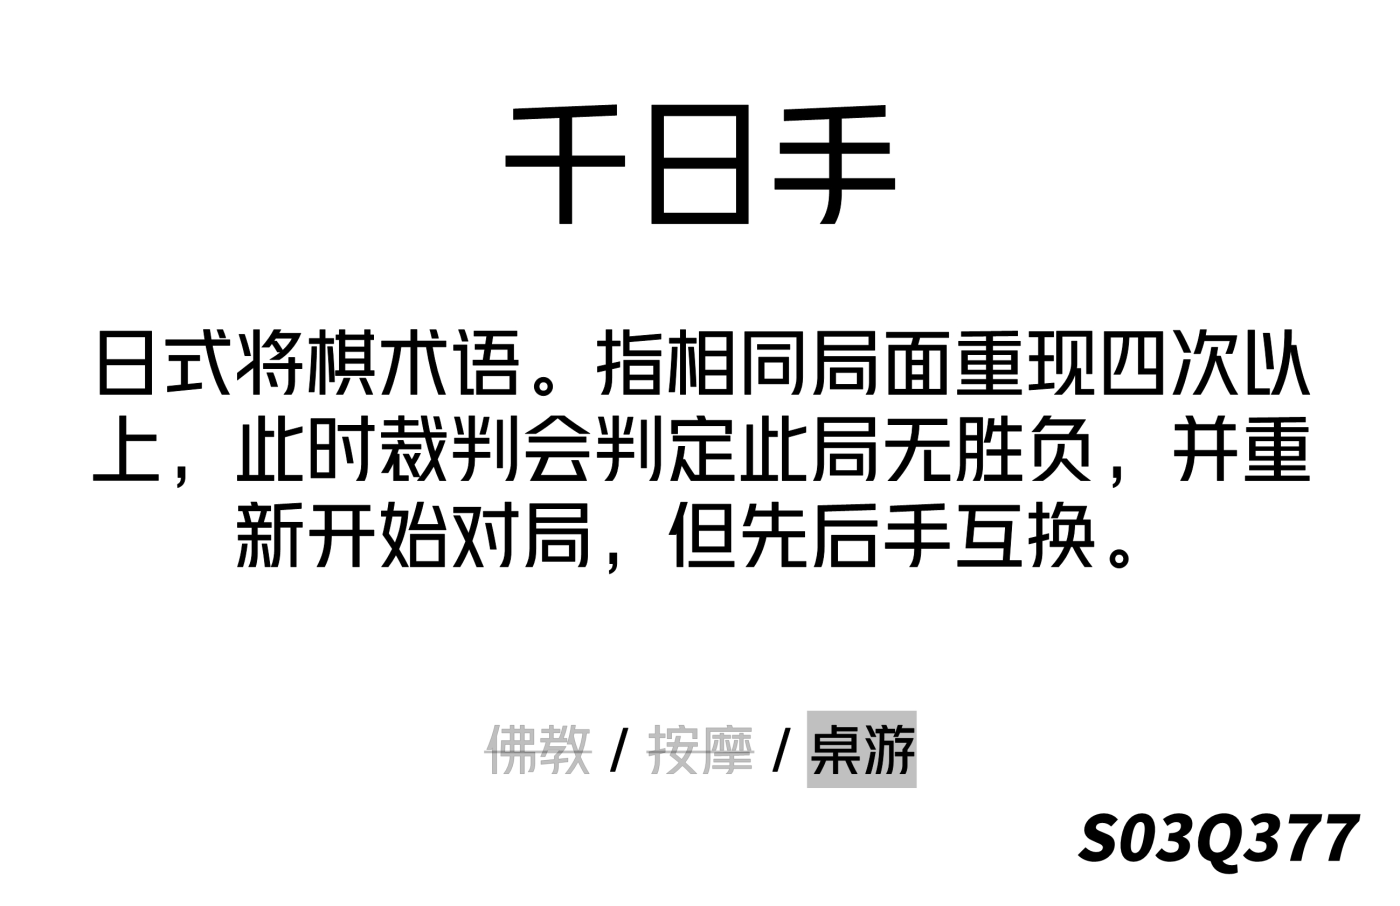 千日手
日式将棋术语。指相同局面重现四次以
上，此时裁判会判定此局无胜负，并重
新开始对局，但先后手互换。
佛教 / 按摩 / 桌游
S03Q377